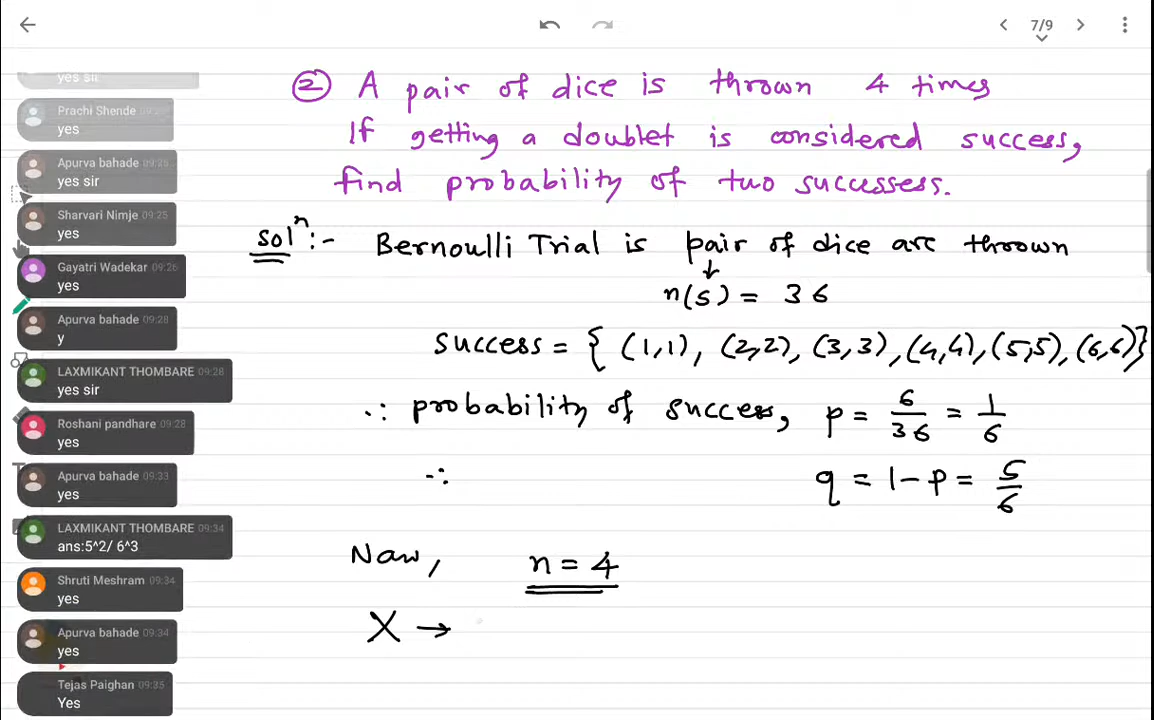 7/9
yes sir
Prachi Shende
yes
Apurva bahade 09:25
yes sir
Sharvari Nimje 09:25
yes
Gayatri Wadekar 09:26
yes
Apurva bahade 09:28
y
LAXMIKANT THOMBARE 09:28
yes sir
Roshani pandhare 09:28
yes
Apurva bahade 09:33
yes
LAXMIKANT THOMBARE 09:34
ans:5^2/ 6^3
Shruti Meshram 09:34
yes
Apurva bahade 09:34
yes
Tejas Paighan 09:35
Yes
② A pair of dice is thrown 4 times
If getting a doublet is considered success,
find probability of two successess.
solⁿ:- Bernoulli Trial is pair of dice are thrown
↓
n(s) = 36
success = { (1,1), (2,2), (3,3), (4,4), (5,5), (6,6)}
∴ probability of success, p = 6/36 = 1/6
∴ q = 1-p = 5/6
Now, n = 4
X →